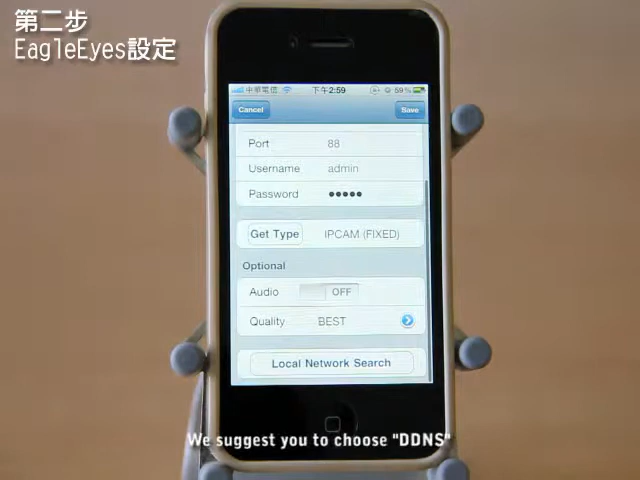 第二步
EagleEyes設定
中華電信 下午2:59 59%
Cancel Save
Port 88
Username admin
Password •••••
Get Type IPCAM (FIXED)
Optional
Audio OFF
Quality BEST
Local Network Search
We suggest you to choose "DDNS"